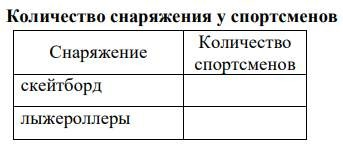 Количество снаряжения у спортсменов
Снаряжение
Количество
спортсменов
скейтборд
лыжероллеры